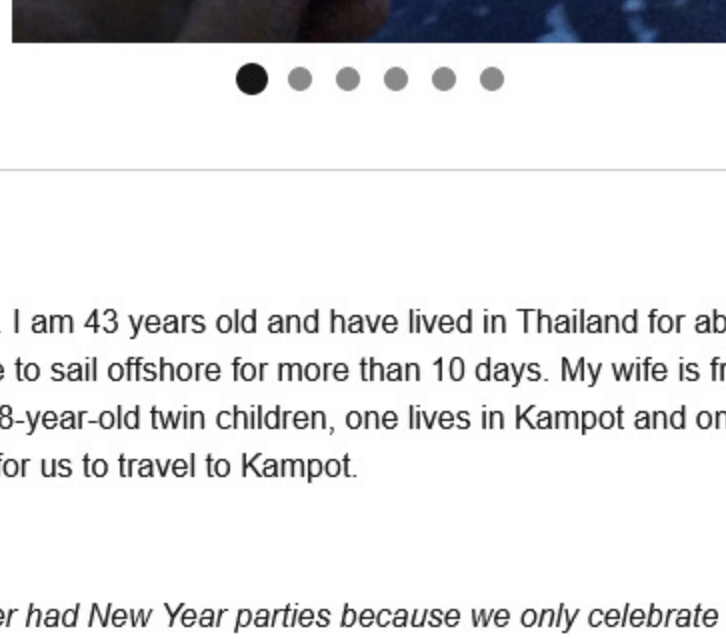 . I am 43 years old and have lived in Thailand for ab
e to sail offshore for more than 10 days. My wife is fr
8-year-old twin children, one lives in Kampot and on
for us to travel to Kampot.
er had New Year parties because we only celebrate